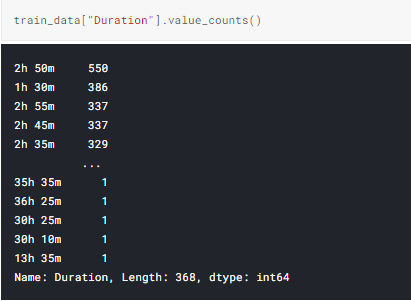 train_data["Duration"].value_counts()
2h 50m 550
1h 30m 386
2h 55m 337
2h 45m 337
2h 35m 329
...
35h 35m 1
36h 25m 1
30h 25m 1
30h 10m 1
13h 35m 1
Name: Duration, Length: 368, dtype: int64